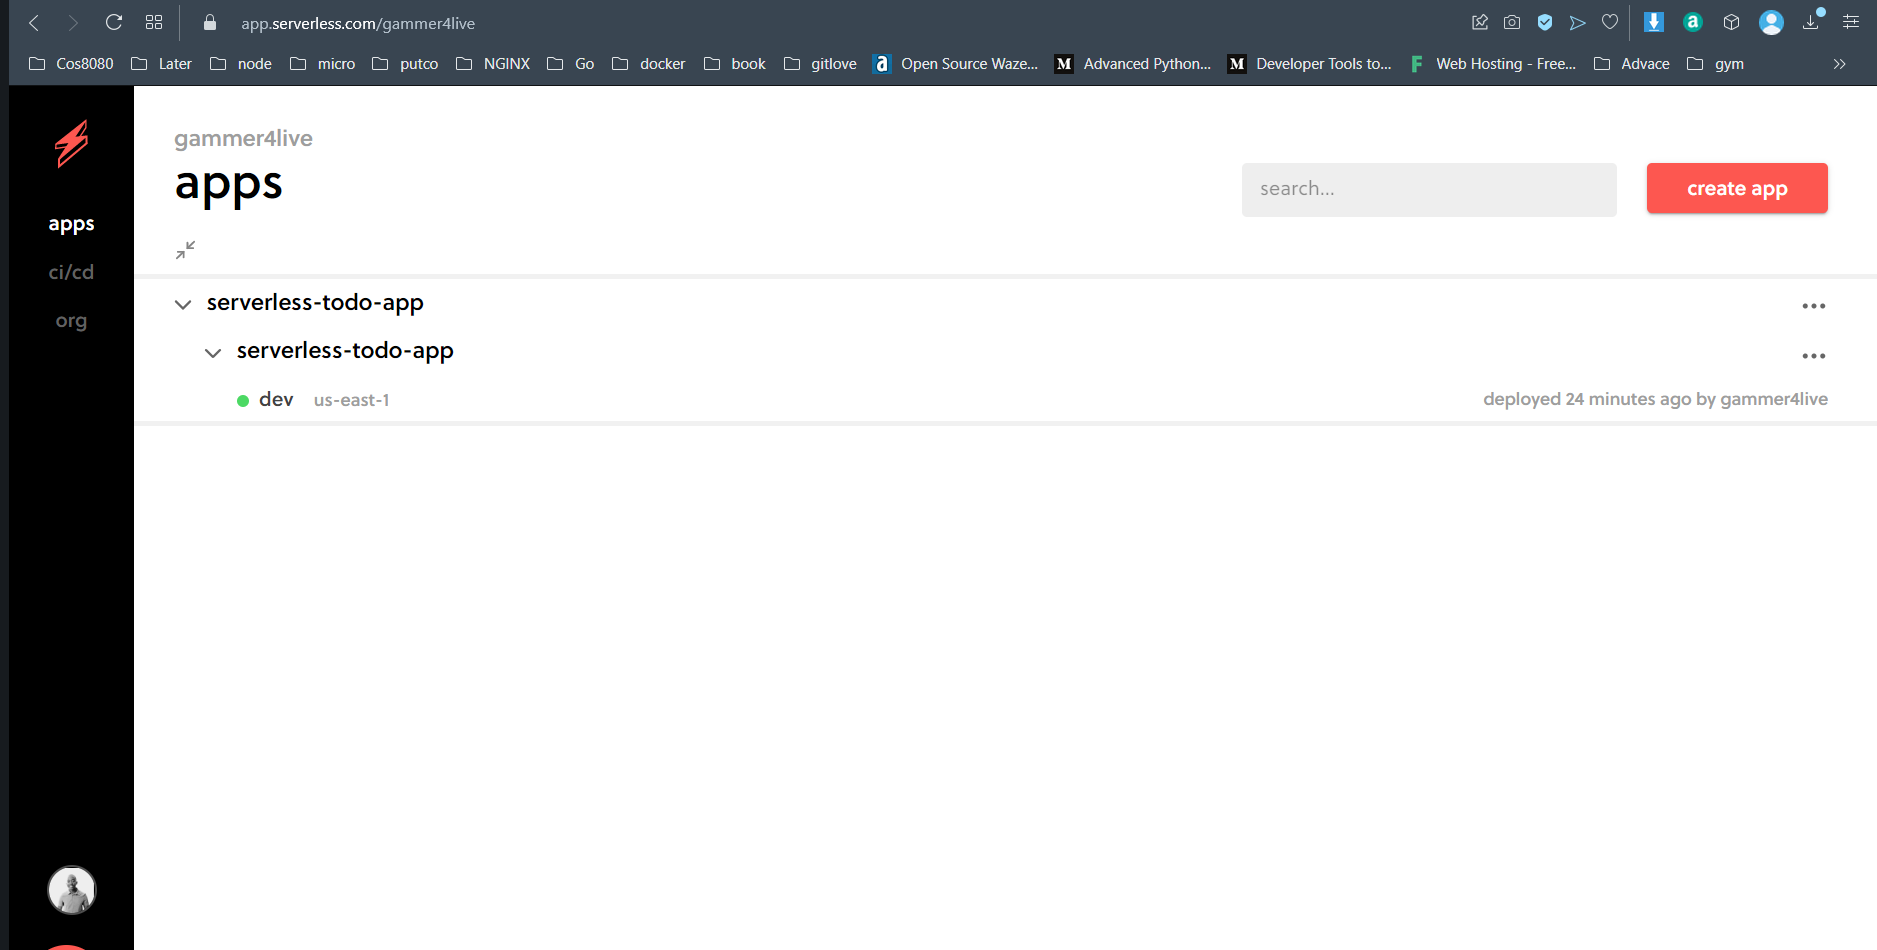 app.serverless.com/gammer4live
Cos8080 Later node micro putco NGINX Go docker book gitlove Open Source Waze... Advanced Python... Developer Tools to... Web Hosting - Free... Advace gym
gammer4live
apps
search...
create app
apps
ci/cd
org
serverless-todo-app
serverless-todo-app
dev us-east-1 deployed 24 minutes ago by gammer4live